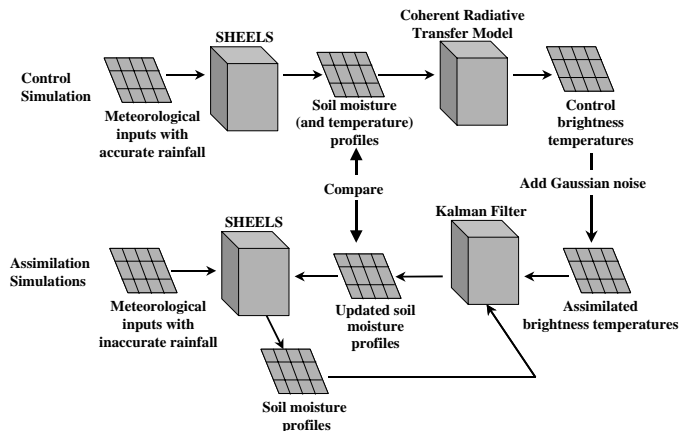 Control
Simulation
Meteorological
inputs with
accurate rainfall
SHEELS
Soil moisture
(and temperature)
profiles
Coherent Radiative
Transfer Model
Control
brightness
temperatures
Compare
Add Gaussian noise
Assimilation
Simulations
Meteorological
inputs with
inaccurate rainfall
SHEELS
Updated soil
moisture
profiles
Kalman Filter
Assimilated
brightness temperatures
Soil moisture
profiles